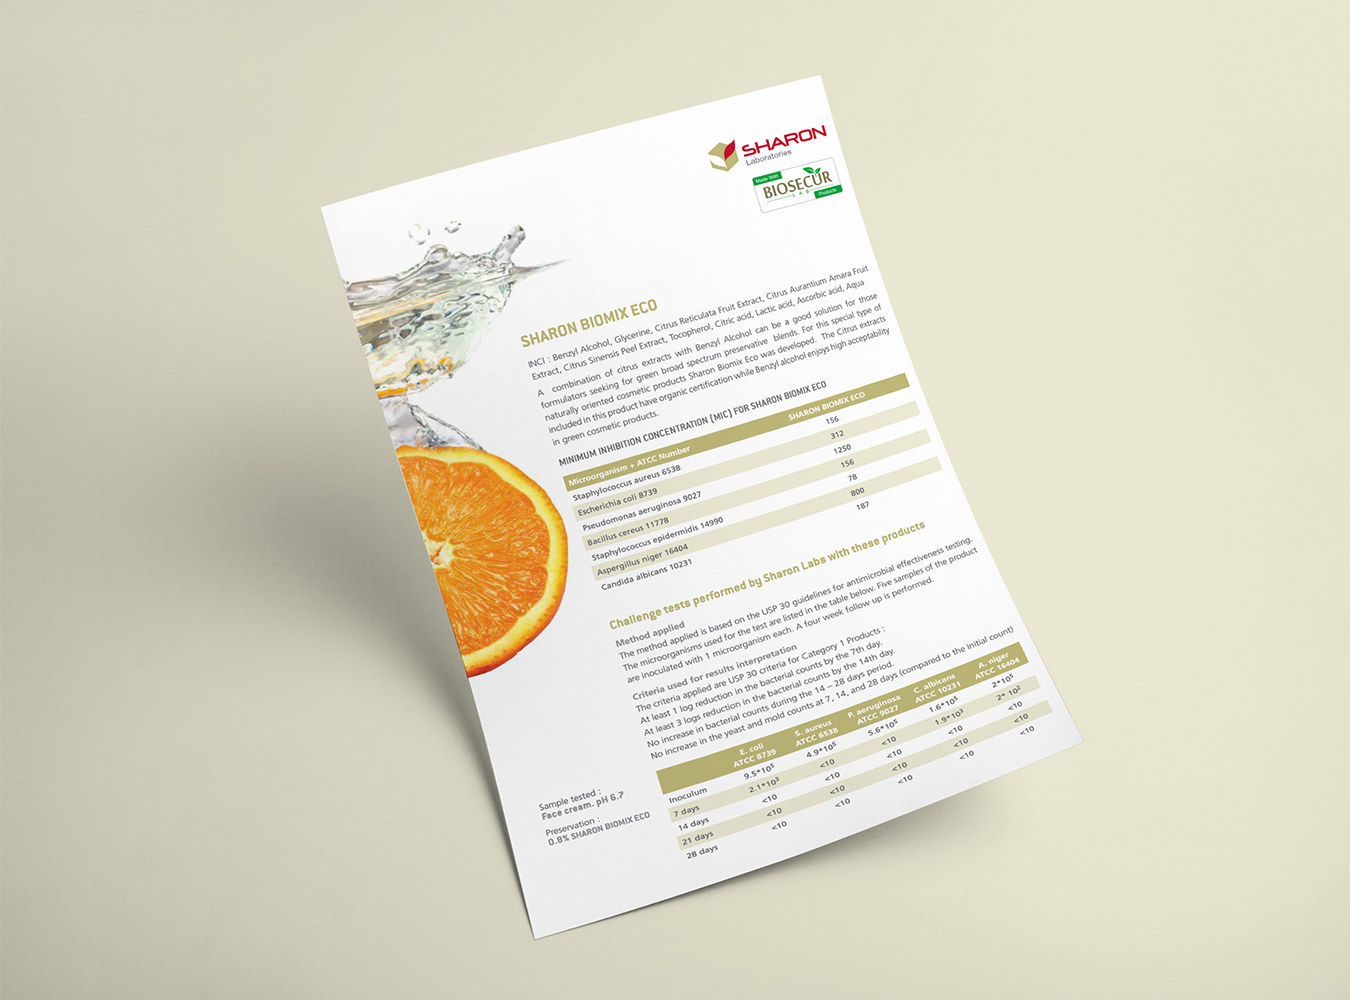 SHARON
Laboratories
Made With
BIOSECUR
LAB
Products
SHARON BIOMIX ECO
INCI : Benzyl Alcohol, Glycerine, Citrus Reticulata Fruit Extract, Citrus Aurantium Amara Fruit
Extract, Citrus Sinensis Peel Extract, Tocopherol, Citric acid, Lactic acid, Ascorbic acid, Aqua
A combination of citrus extracts with Benzyl Alcohol can be a good solution for those
formulators seeking for green broad spectrum preservative blends. For this special type of
naturally oriented cosmetic products Sharon Biomix Eco was developed. The Citrus extracts
included in this product have organic certification while Benzyl alcohol enjoys high acceptability
in green cosmetic products.
MINIMUM INHIBITION CONCENTRATION (MIC) FOR SHARON BIOMIX ECO
Microorganism + ATCC Number SHARON BIOMIX ECO
Staphylococcus aureus 6538 156
Escherichia coli 8739 312
Pseudomonas aeruginosa 9027 1250
Bacillus cereus 11778 156
Staphylococcus epidermidis 14990 78
Aspergillus niger 16404 800
Candida albicans 10231 187
Challenge tests performed by Sharon Labs with these products
Method applied
The method applied is based on the USP 30 guidelines for antimicrobial effectiveness testing.
The microorganisms used for the test are listed in the table below. Five samples of the product
are inoculated with 1 microorganism each. A four week follow up is performed.
Criteria used for results interpretation
The criteria applied are USP 30 criteria for Category 1 Products :
At least 1 log reduction in the bacterial counts by the 7th day.
At least 3 logs reduction in the bacterial counts by the 14th day.
No increase in bacterial counts during the 14 – 28 days period.
No increase in the yeast and mold counts at 7, 14, and 28 days (compared to the initial count)
E. coli S. aureus P. aeruginosa C. albicans A. niger
ATCC 8739 ATCC 6538 ATCC 9027 ATCC 10231 ATCC 16404
Inoculum 9.5*10⁵ 4.9*10⁵ 5.6*10⁵ 1.6*10⁵ 2*10⁵
7 days 2.1*10³ <10 <10 1.9*10³ 2* 10²
14 days <10 <10 <10 <10 <10
21 days <10 <10 <10 <10 <10
28 days <10 <10 <10 <10 <10
Sample tested :
Face cream. pH 6.7
Preservation :
0.8% SHARON BIOMIX ECO